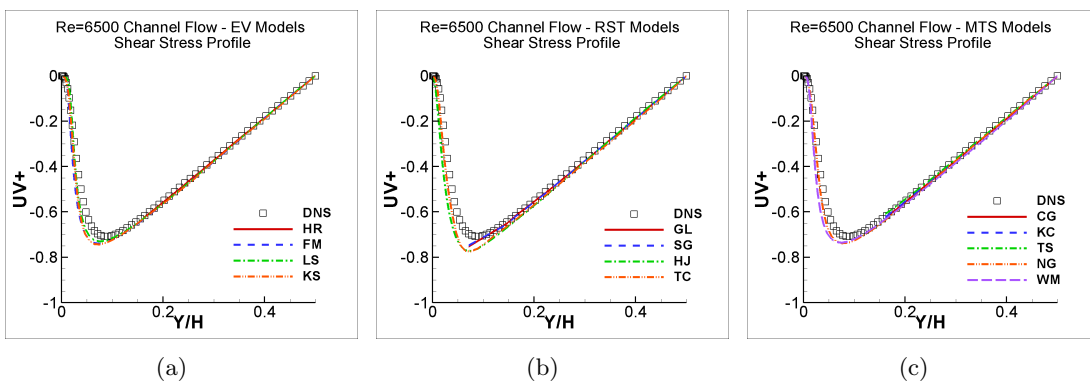 Re=6500 Channel Flow - EV Models
Shear Stress Profile
0
-0.2
-0.4
-0.6
-0.8
-1
UV+
0
0.2
0.4
Y/H
DNS
HR
FM
LS
KS
(a)
Re=6500 Channel Flow - RST Models
Shear Stress Profile
0
-0.2
-0.4
-0.6
-0.8
-1
UV+
0
0.2
0.4
Y/H
DNS
GL
SG
HJ
TC
(b)
Re=6500 Channel Flow - MTS Models
Shear Stress Profile
0
-0.2
-0.4
-0.6
-0.8
-1
UV+
0
0.2
0.4
Y/H
DNS
CG
KC
TS
NG
WM
(c)